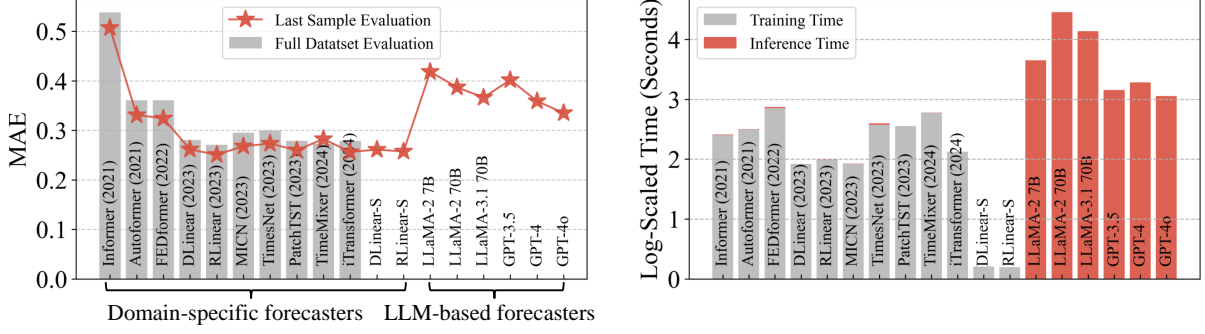 MAE
0.5
0.4
0.3
0.2
0.1
0.0
Last Sample Evaluation
Full Datatset Evaluation
Informer (2021)
Autoformer (2021)
FEDformer (2022)
DLinear (2023)
RLinear (2023)
MICN (2023)
TimesNet (2023)
PatchTST (2023)
TimeMixer (2024)
iTransformer (2024)
DLinear-S
RLinear-S
LLaMA-2 7B
LLaMA-2 70B
LLaMA-3.1 70B
GPT-3.5
GPT-4
GPT-4o
Domain-specific forecasters
LLM-based forecasters
Log-Scaled Time (Seconds)
4
3
2
1
0
Training Time
Inference Time
Informer (2021)
Autoformer (2021)
FEDformer (2022)
DLinear (2023)
RLinear (2023)
MICN (2023)
TimesNet (2023)
PatchTST (2023)
TimeMixer (2024)
iTransformer (2024)
DLinear-S
RLinear-S
LLaMA-2 7B
LLaMA-2 70B
LLaMA-3.1 70B
GPT-3.5
GPT-4
GPT-4o